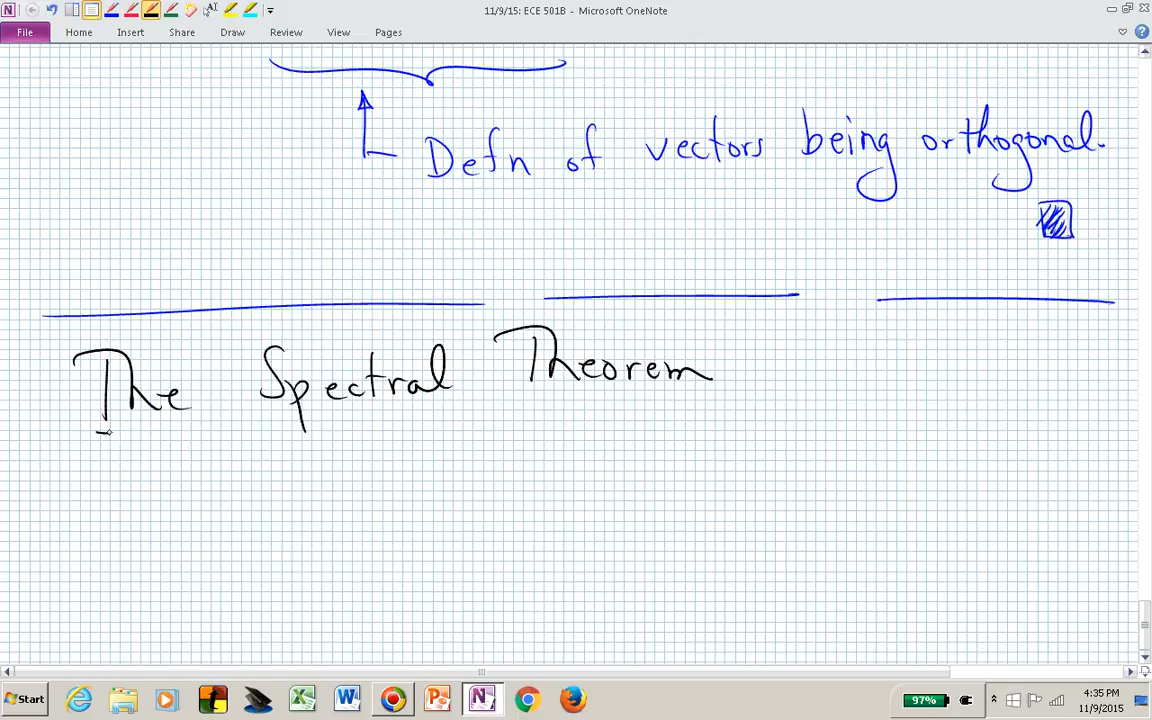 11/9/15: ECE 501B - Microsoft OneNote
File Home Insert Share Draw Review View Pages
Defn of vectors being orthogonal.
The Spectral Theorem
Start
97%
4:35 PM
11/9/2015